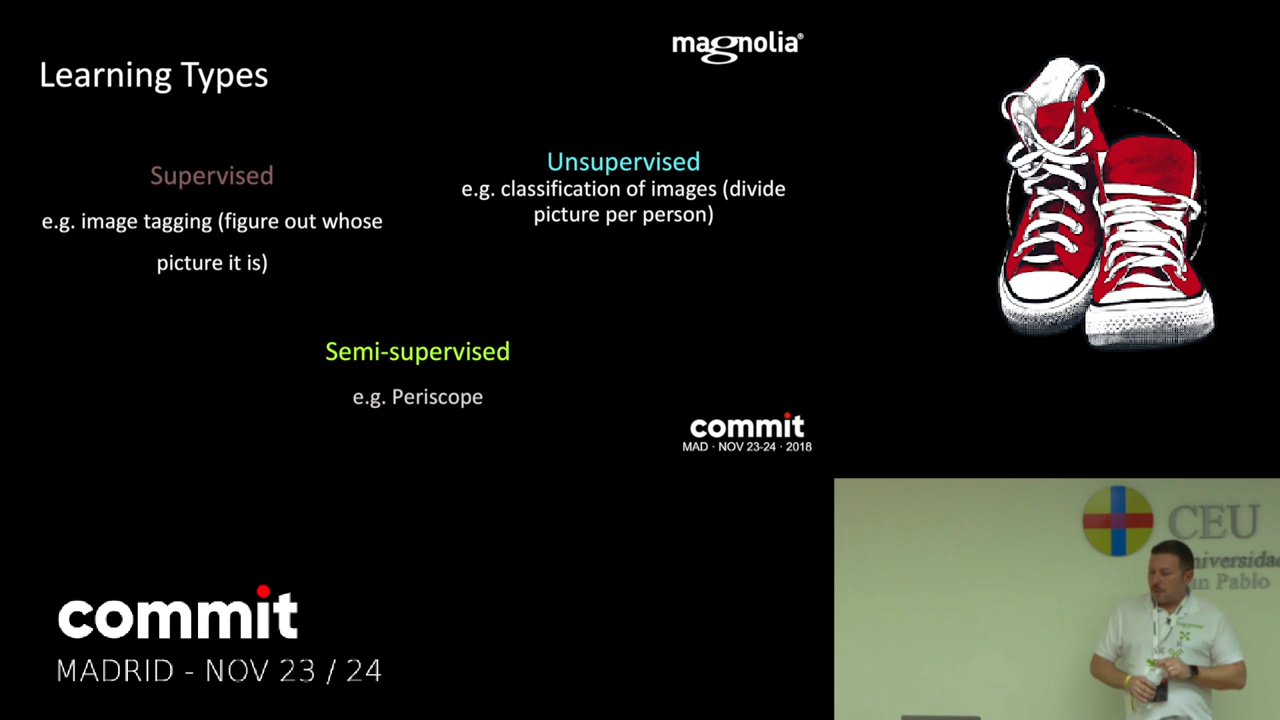 magnolia®
Learning Types
Supervised
e.g. image tagging (figure out whose
picture it is)
Unsupervised
e.g. classification of images (divide
picture per person)
Semi-supervised
e.g. Periscope
commit
MAD · NOV 23-24 · 2018
commit
MADRID - NOV 23 / 24
CEU
Pablo